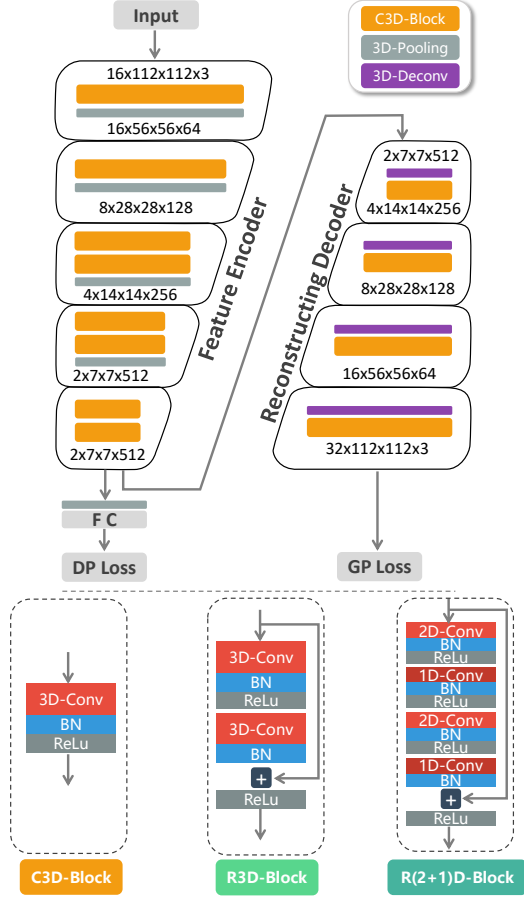 Input
C3D-Block
3D-Pooling
3D-Deconv
16x112x112x3
16x56x56x64
8x28x28x128
4x14x14x256
2x7x7x512
2x7x7x512
Feature Encoder
F C
DP Loss
2x7x7x512
4x14x14x256
8x28x28x128
16x56x56x64
32x112x112x3
Reconstructing Decoder
GP Loss
3D-Conv
BN
ReLu
C3D-Block
3D-Conv
BN
ReLu
3D-Conv
BN
+
ReLu
R3D-Block
2D-Conv
BN
ReLu
1D-Conv
BN
ReLu
2D-Conv
BN
ReLu
1D-Conv
BN
+
ReLu
R(2+1)D-Block